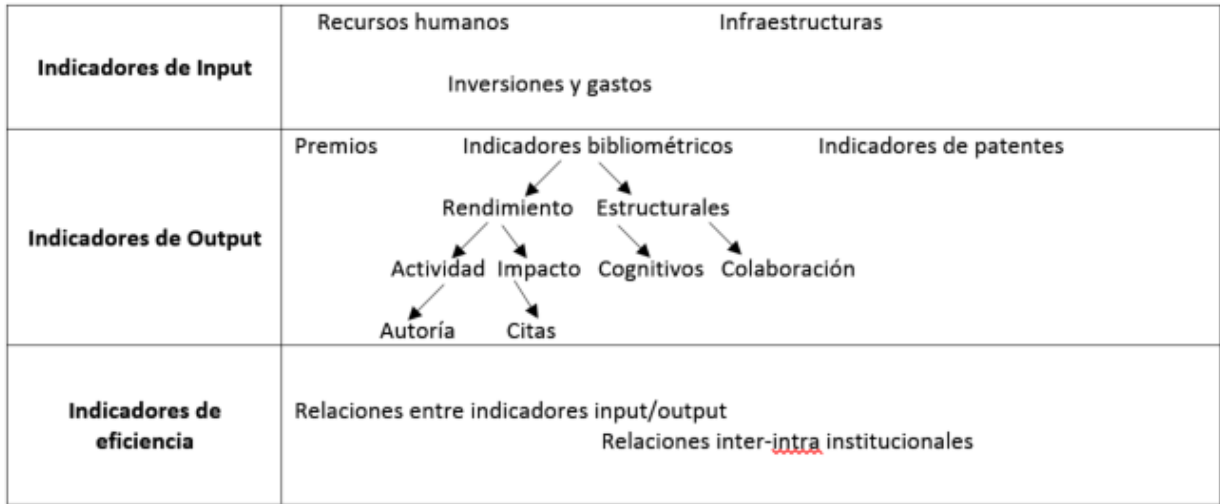 Indicadores de Input
Recursos humanos Infraestructuras
Inversiones y gastos
Indicadores de Output
Premios Indicadores bibliométricos Indicadores de patentes
Rendimiento Estructurales
Actividad Impacto Cognitivos Colaboración
Autoría Citas
Indicadores de
eficiencia
Relaciones entre indicadores input/output
Relaciones inter-intra institucionales